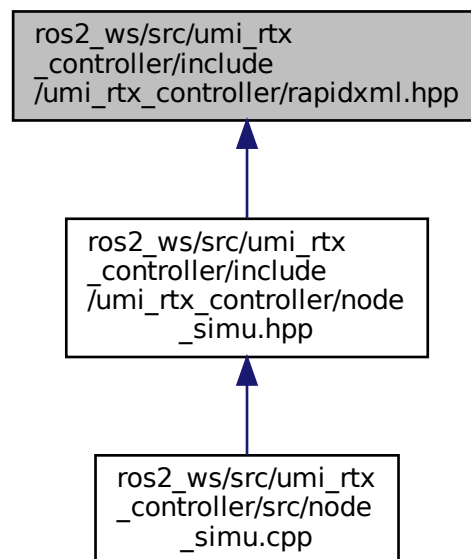 ros2_ws/src/umi_rtx
_controller/include
/umi_rtx_controller/rapidxml.hpp
ros2_ws/src/umi_rtx
_controller/include
/umi_rtx_controller/node
_simu.hpp
ros2_ws/src/umi_rtx
_controller/src/node
_simu.cpp